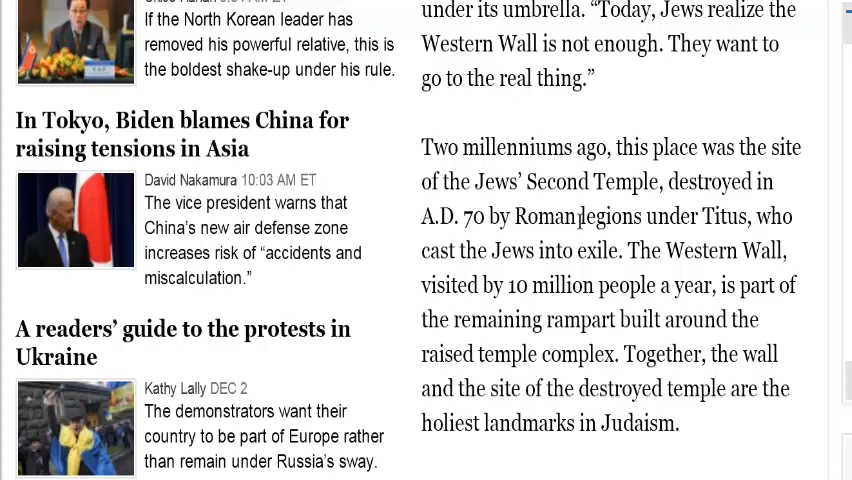 If the North Korean leader has
removed his powerful relative, this is
the boldest shake-up under his rule.
In Tokyo, Biden blames China for
raising tensions in Asia
David Nakamura 10:03 AM ET
The vice president warns that
China's new air defense zone
increases risk of “accidents and
miscalculation.”
A readers’ guide to the protests in
Ukraine
Kathy Lally DEC 2
The demonstrators want their
country to be part of Europe rather
than remain under Russia’s sway.
under its umbrella. “Today, Jews realize the
Western Wall is not enough. They want to
go to the real thing.”
Two millenniums ago, this place was the site
of the Jews’ Second Temple, destroyed in
A.D. 70 by Roman legions under Titus, who
cast the Jews into exile. The Western Wall,
visited by 10 million people a year, is part of
the remaining rampart built around the
raised temple complex. Together, the wall
and the site of the destroyed temple are the
holiest landmarks in Judaism.